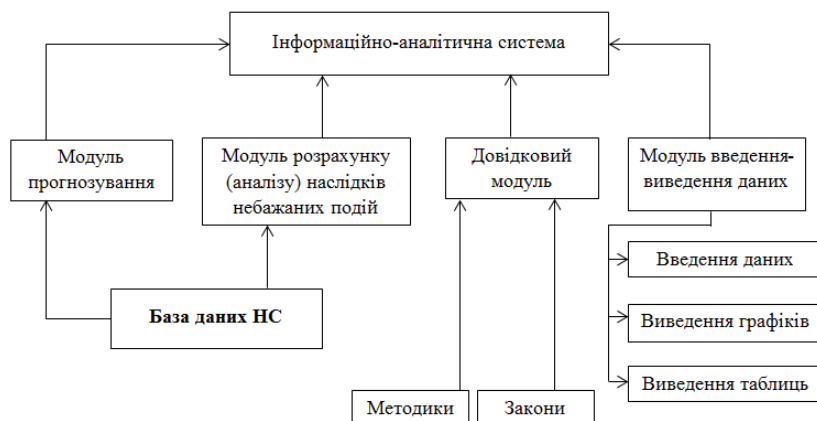 Інформаційно-аналітична система
Модуль
прогнозування
Модуль розрахунку
(аналізу) наслідків
небажаних подій
Довідковий
модуль
Модуль введення-
виведення даних
Введення даних
База даних НС
Виведення графіків
Виведення таблиць
Методики
Закони